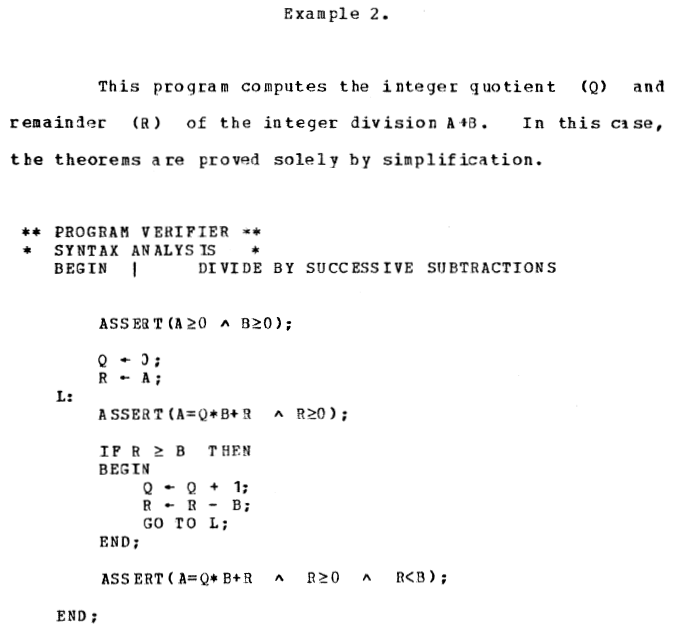 Example 2.
This program computes the integer quotient (Q) and
remainder (R) of the integer division A÷B. In this case,
the theorems are proved solely by simplification.
** PROGRAM VERIFIER **
* SYNTAX ANALYSIS *
BEGIN | DIVIDE BY SUCCESSIVE SUBTRACTIONS
ASSERT(A≥0 ∧ B≥0);
Q ← 0;
R ← A;
L:
ASSERT(A=Q*B+R ∧ R≥0);
IF R ≥ B THEN
BEGIN
Q ← Q + 1;
R ← R - B;
GO TO L;
END;
ASSERT(A=Q*B+R ∧ R≥0 ∧ R<B);
END;